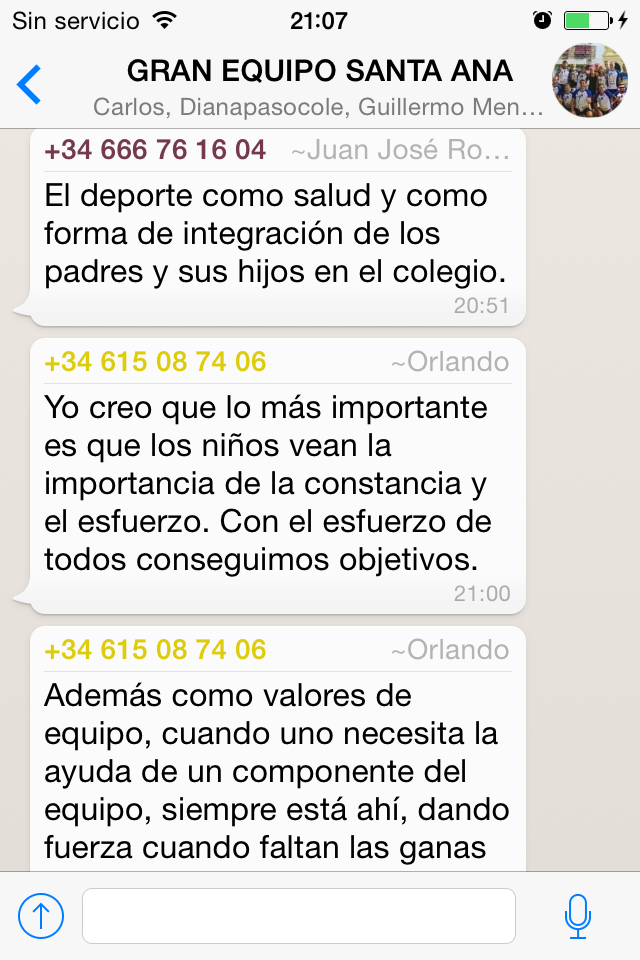 Sin servicio 21:07
GRAN EQUIPO SANTA ANA
Carlos, Dianapasocole, Guillermo Men...
+34 666 76 16 04 ~Juan José Ro...
El deporte como salud y como
forma de integración de los
padres y sus hijos en el colegio.
20:51
+34 615 08 74 06 ~Orlando
Yo creo que lo más importante
es que los niños vean la
importancia de la constancia y
el esfuerzo. Con el esfuerzo de
todos conseguimos objetivos.
21:00
+34 615 08 74 06 ~Orlando
Además como valores de
equipo, cuando uno necesita la
ayuda de un componente del
equipo, siempre está ahí, dando
fuerza cuando faltan las ganas